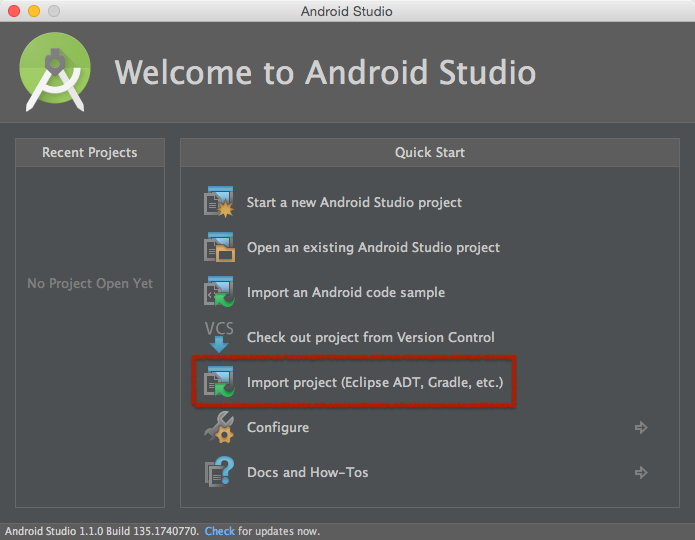 Android Studio
Welcome to Android Studio
Recent Projects
No Project Open Yet
Quick Start
Start a new Android Studio project
Open an existing Android Studio project
Import an Android code sample
VCS
Check out project from Version Control
Import project (Eclipse ADT, Gradle, etc.)
Configure
Docs and How-Tos
Android Studio 1.1.0 Build 135.1740770. Check for updates now.